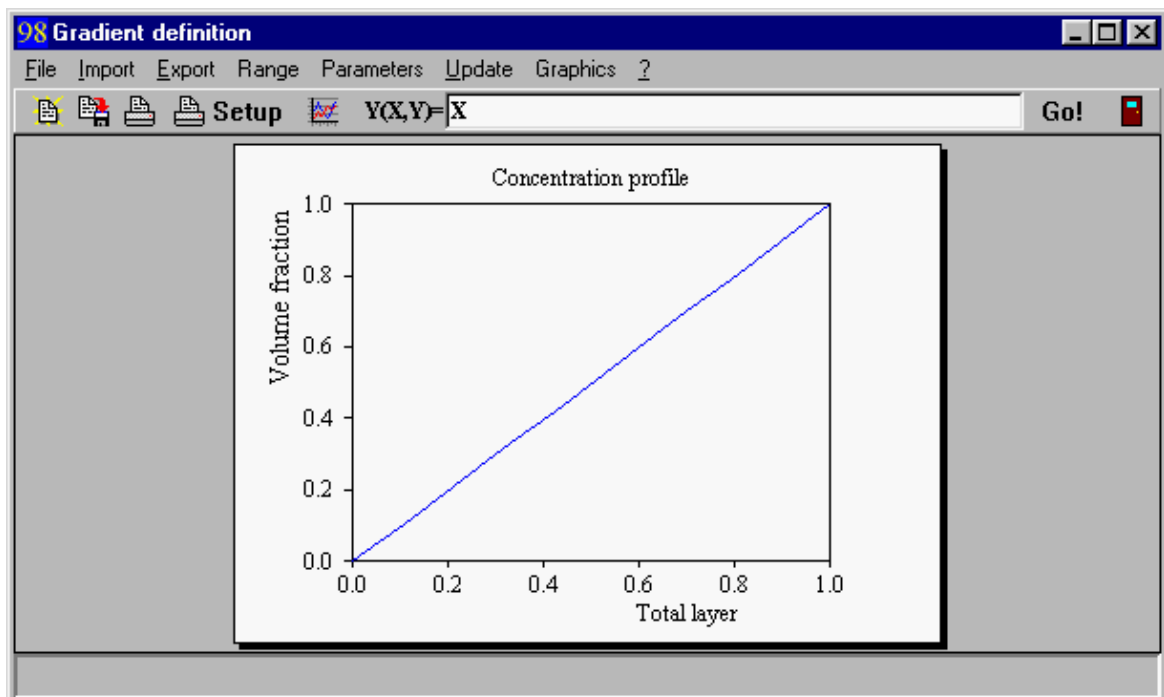 98 Gradient definition
File Import Export Range Parameters Update Graphics ?
Setup Y(X,Y)= X Go!
Concentration profile
Volume fraction
1.0
0.8
0.6
0.4
0.2
0.0
0.0 0.2 0.4 0.6 0.8 1.0
Total layer